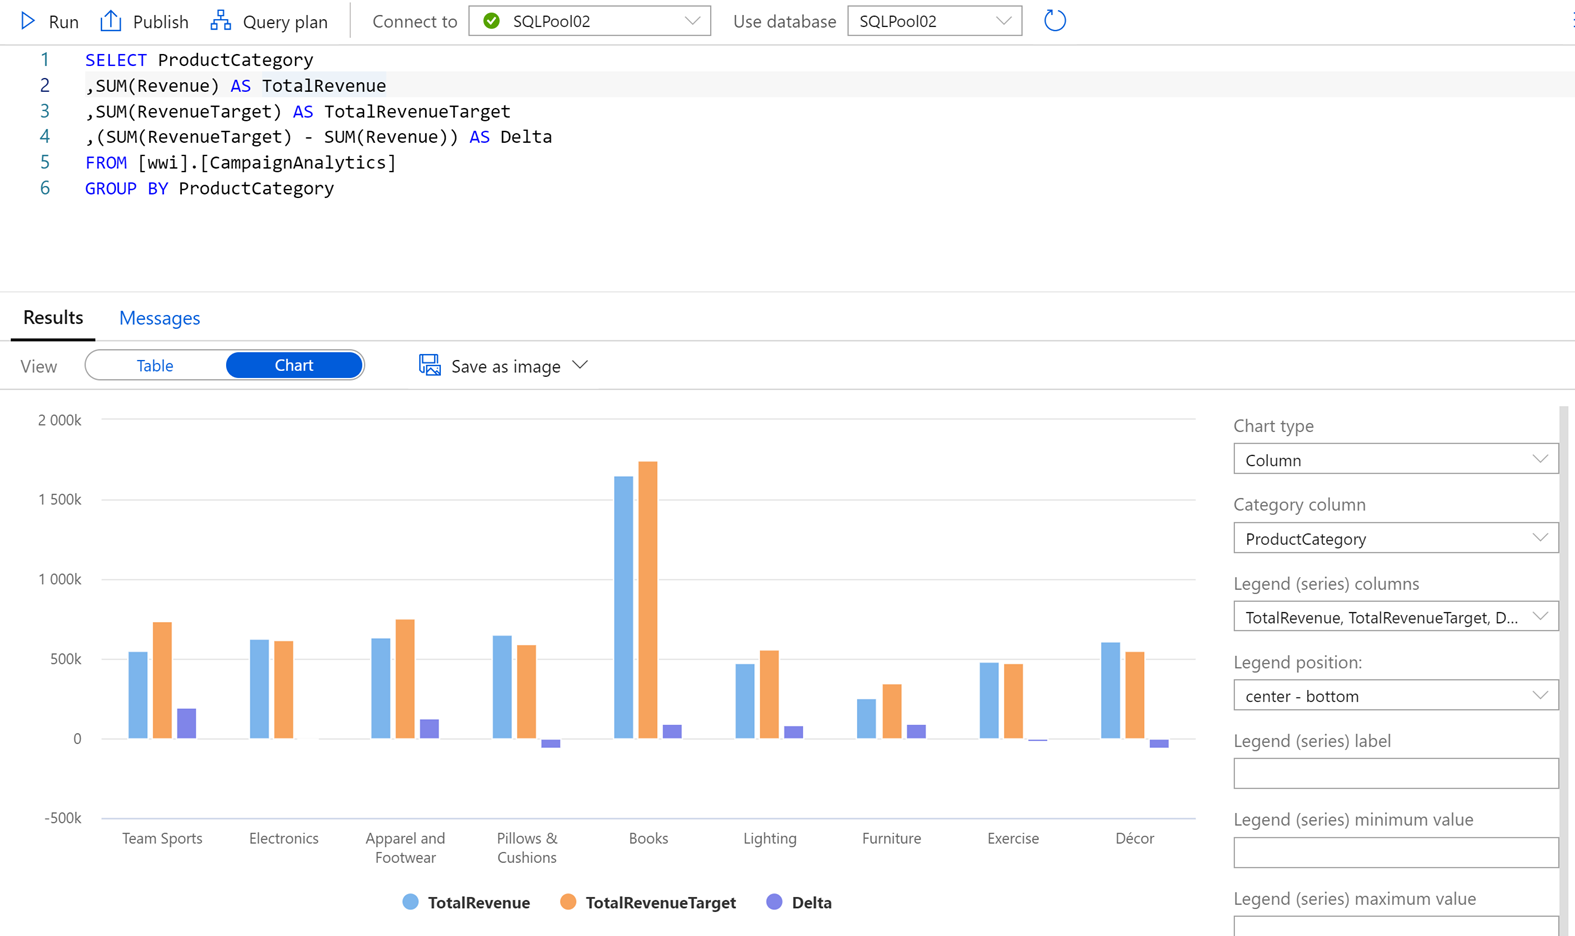 Run Publish Query plan Connect to SQLPool02 Use database SQLPool02
1 SELECT ProductCategory
2 ,SUM(Revenue) AS TotalRevenue
3 ,SUM(RevenueTarget) AS TotalRevenueTarget
4 ,(SUM(RevenueTarget) - SUM(Revenue)) AS Delta
5 FROM [wwi].[CampaignAnalytics]
6 GROUP BY ProductCategory
Results Messages
View Table Chart Save as image
2 000k
1 500k
1 000k
500k
0
-500k
Team Sports Electronics Apparel and Footwear Pillows & Cushions Books Lighting Furniture Exercise Décor
TotalRevenue TotalRevenueTarget Delta
Chart type
Column
Category column
ProductCategory
Legend (series) columns
TotalRevenue, TotalRevenueTarget, D...
Legend position:
center - bottom
Legend (series) label
Legend (series) minimum value
Legend (series) maximum value